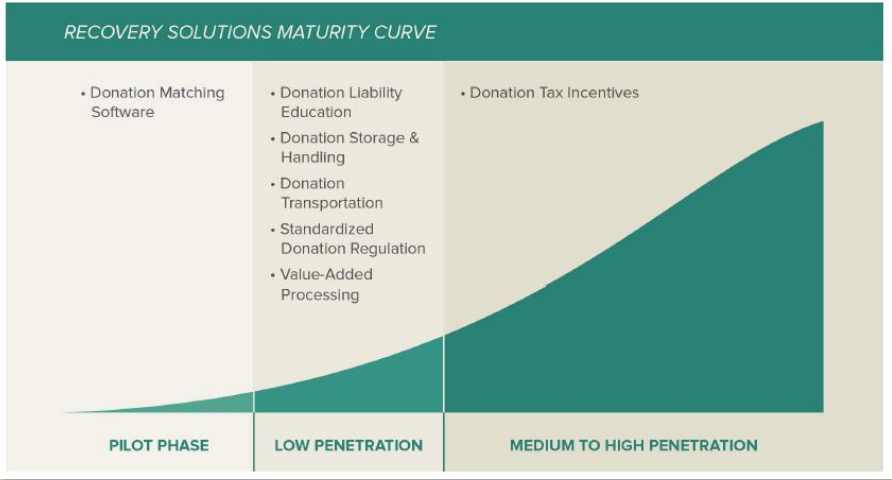 RECOVERY SOLUTIONS MATURITY CURVE
• Donation Matching
Software
• Donation Liability
Education
• Donation Storage &
Handling
• Donation
Transportation
• Standardized
Donation Regulation
• Value-Added
Processing
• Donation Tax Incentives
PILOT PHASE
LOW PENETRATION
MEDIUM TO HIGH PENETRATION